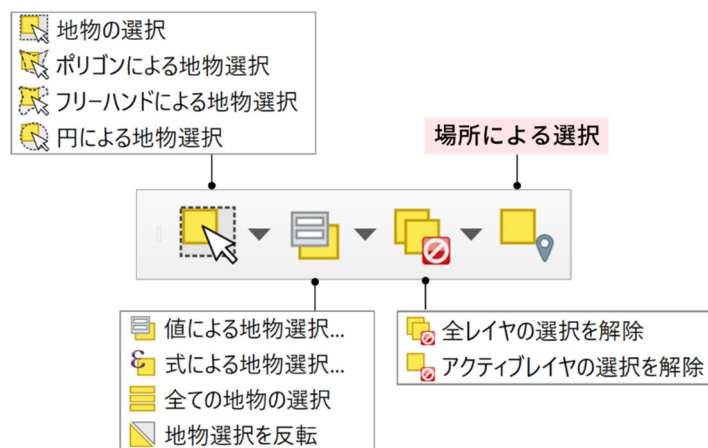 地物の選択
ポリゴンによる地物選択
フリーハンドによる地物選択
円による地物選択
場所による選択
値による地物選択...
式による地物選択...
全ての地物の選択
地物選択を反転
全レイヤの選択を解除
アクティブレイヤの選択を解除